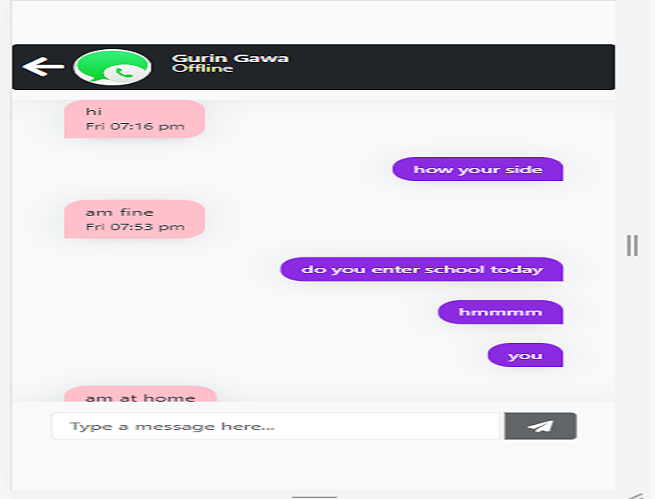 Gurin Gawa
Offline
hi
Fri 07:16 pm
how your side
am fine
Fri 07:53 pm
do you enter school today
hmmmm
you
am at home
Type a message here...